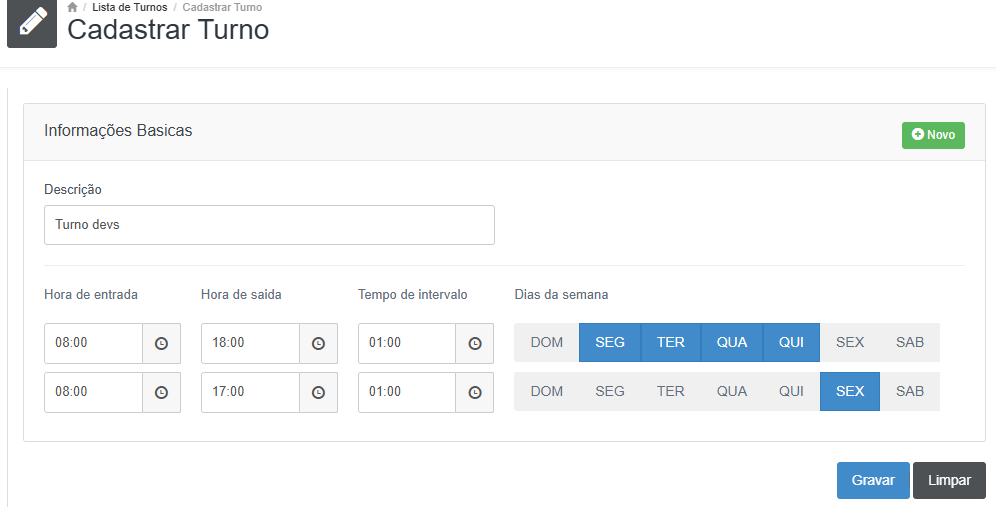 / Lista de Turnos / Cadastrar Turno
Cadastrar Turno
Informações Basicas
Novo
Descrição
Turno devs
Hora de entrada Hora de saida Tempo de intervalo Dias da semana
08:00 18:00 01:00 DOM SEG TER QUA QUI SEX SAB
08:00 17:00 01:00 DOM SEG TER QUA QUI SEX SAB
Gravar Limpar